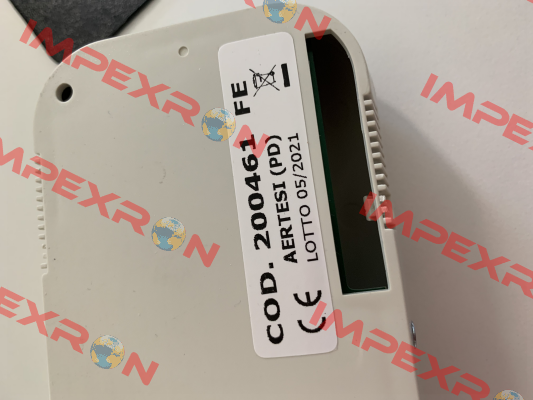 COD. 200461 FE
AERTESI (PD)
LOTTO 05/2021
CE
IMPEXRON
IMPEXRON
IMPEXRON
IMPEXRON
IMPEXRON
IMPEXRON